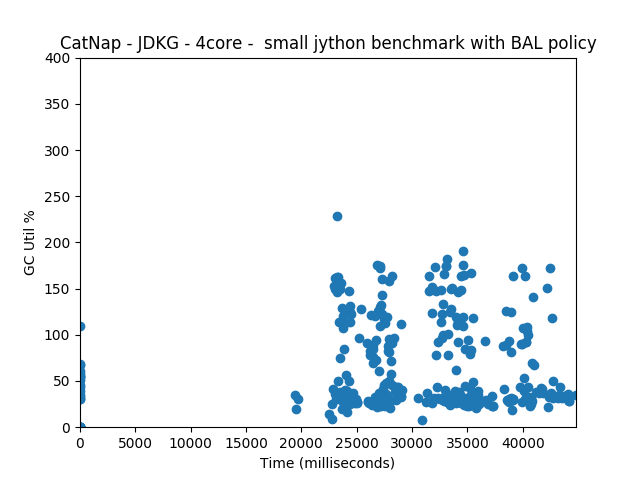 CatNap - JDKG - 4core -  small jython benchmark with BAL policy
400
350
300
250
200
150
100
50
0
GC Util %
0 5000 10000 15000 20000 25000 30000 35000 40000
Time (milliseconds)